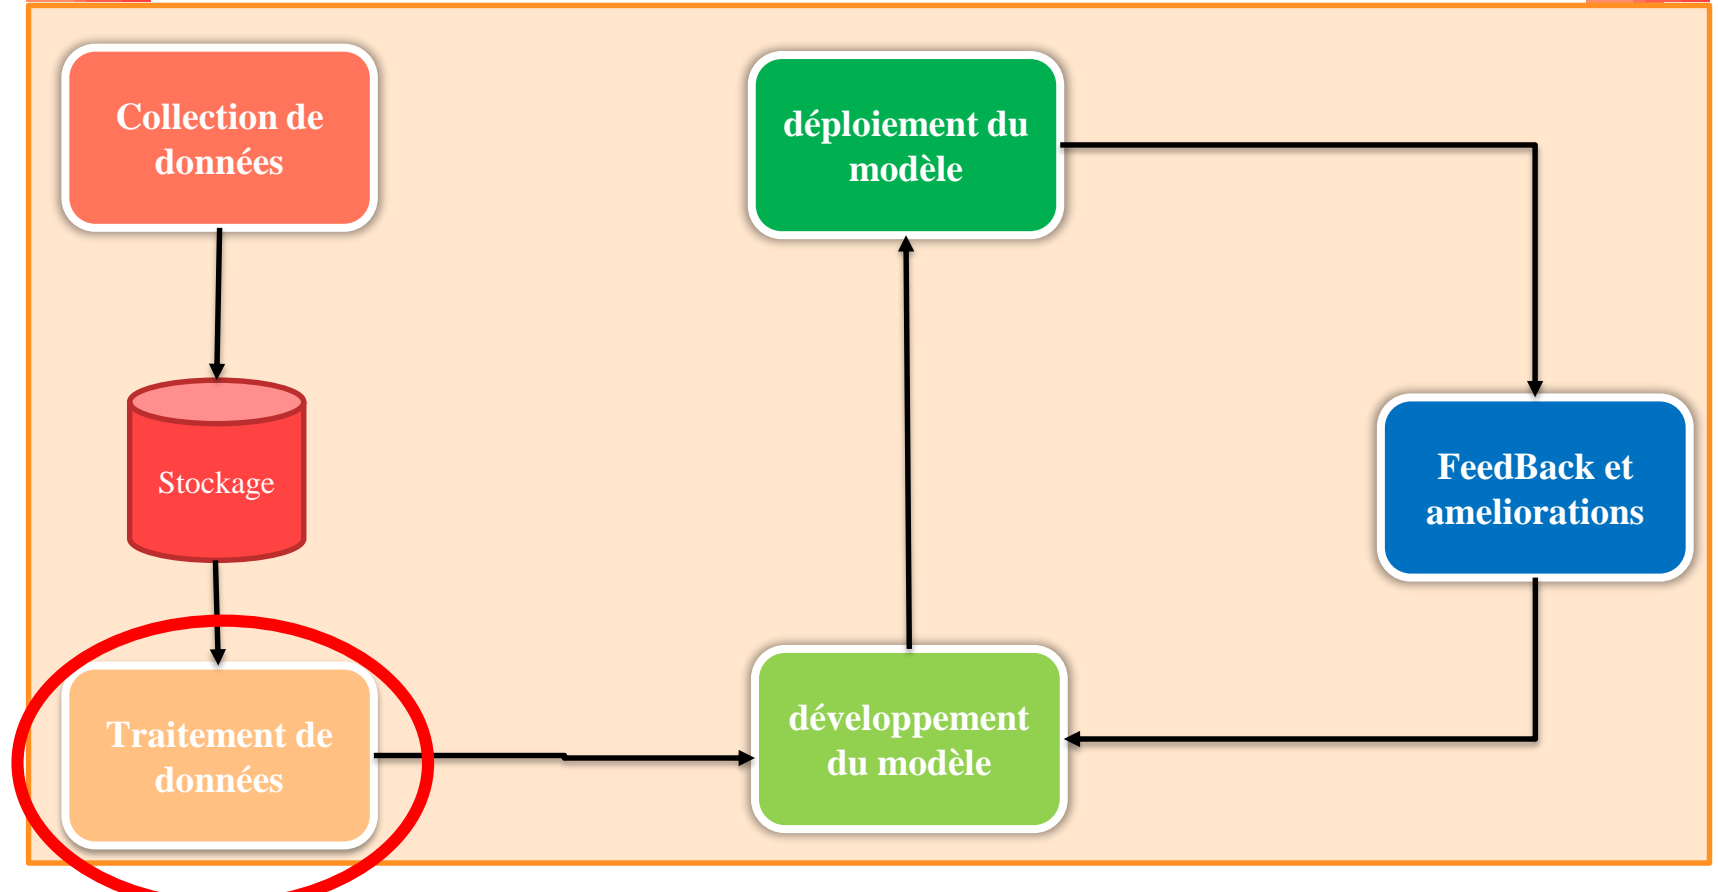 Collection de
données
Stockage
Traitement de
données
déploiement du
modèle
développement
du modèle
FeedBack et
ameliorations